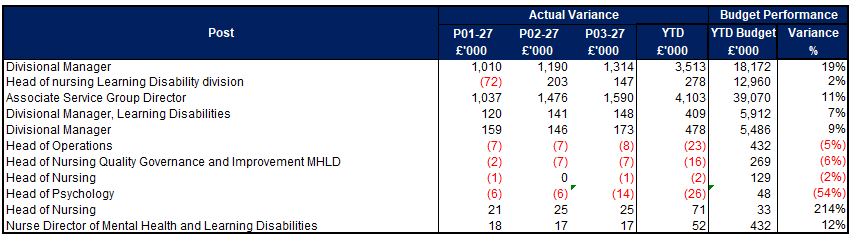 Actual Variance Budget Performance
Post P01-27 P02-27 P03-27 YTD YTD Budget Variance
£'000 £'000 £'000 £'000 £'000 %
Divisional Manager 1,010 1,190 1,314 3,513 18,172 19%
Head of nursing Learning Disability division (72) 203 147 278 12,960 2%
Associate Service Group Director 1,037 1,476 1,590 4,103 39,070 11%
Divisional Manager, Learning Disabilities 120 141 148 409 5,912 7%
Divisional Manager 159 146 173 478 5,486 9%
Head of Operations (7) (7) (8) (23) 432 (5%)
Head of Nursing Quality Governance and Improvement MHLD (2) (7) (7) (16) 269 (6%)
Head of Nursing (1) 0 (1) (2) 129 (2%)
Head of Psychology (6) (6) (14) (26) 48 (54%)
Head of Nursing 21 25 25 71 33 214%
Nurse Director of Mental Health and Learning Disabilities 18 17 17 52 432 12%